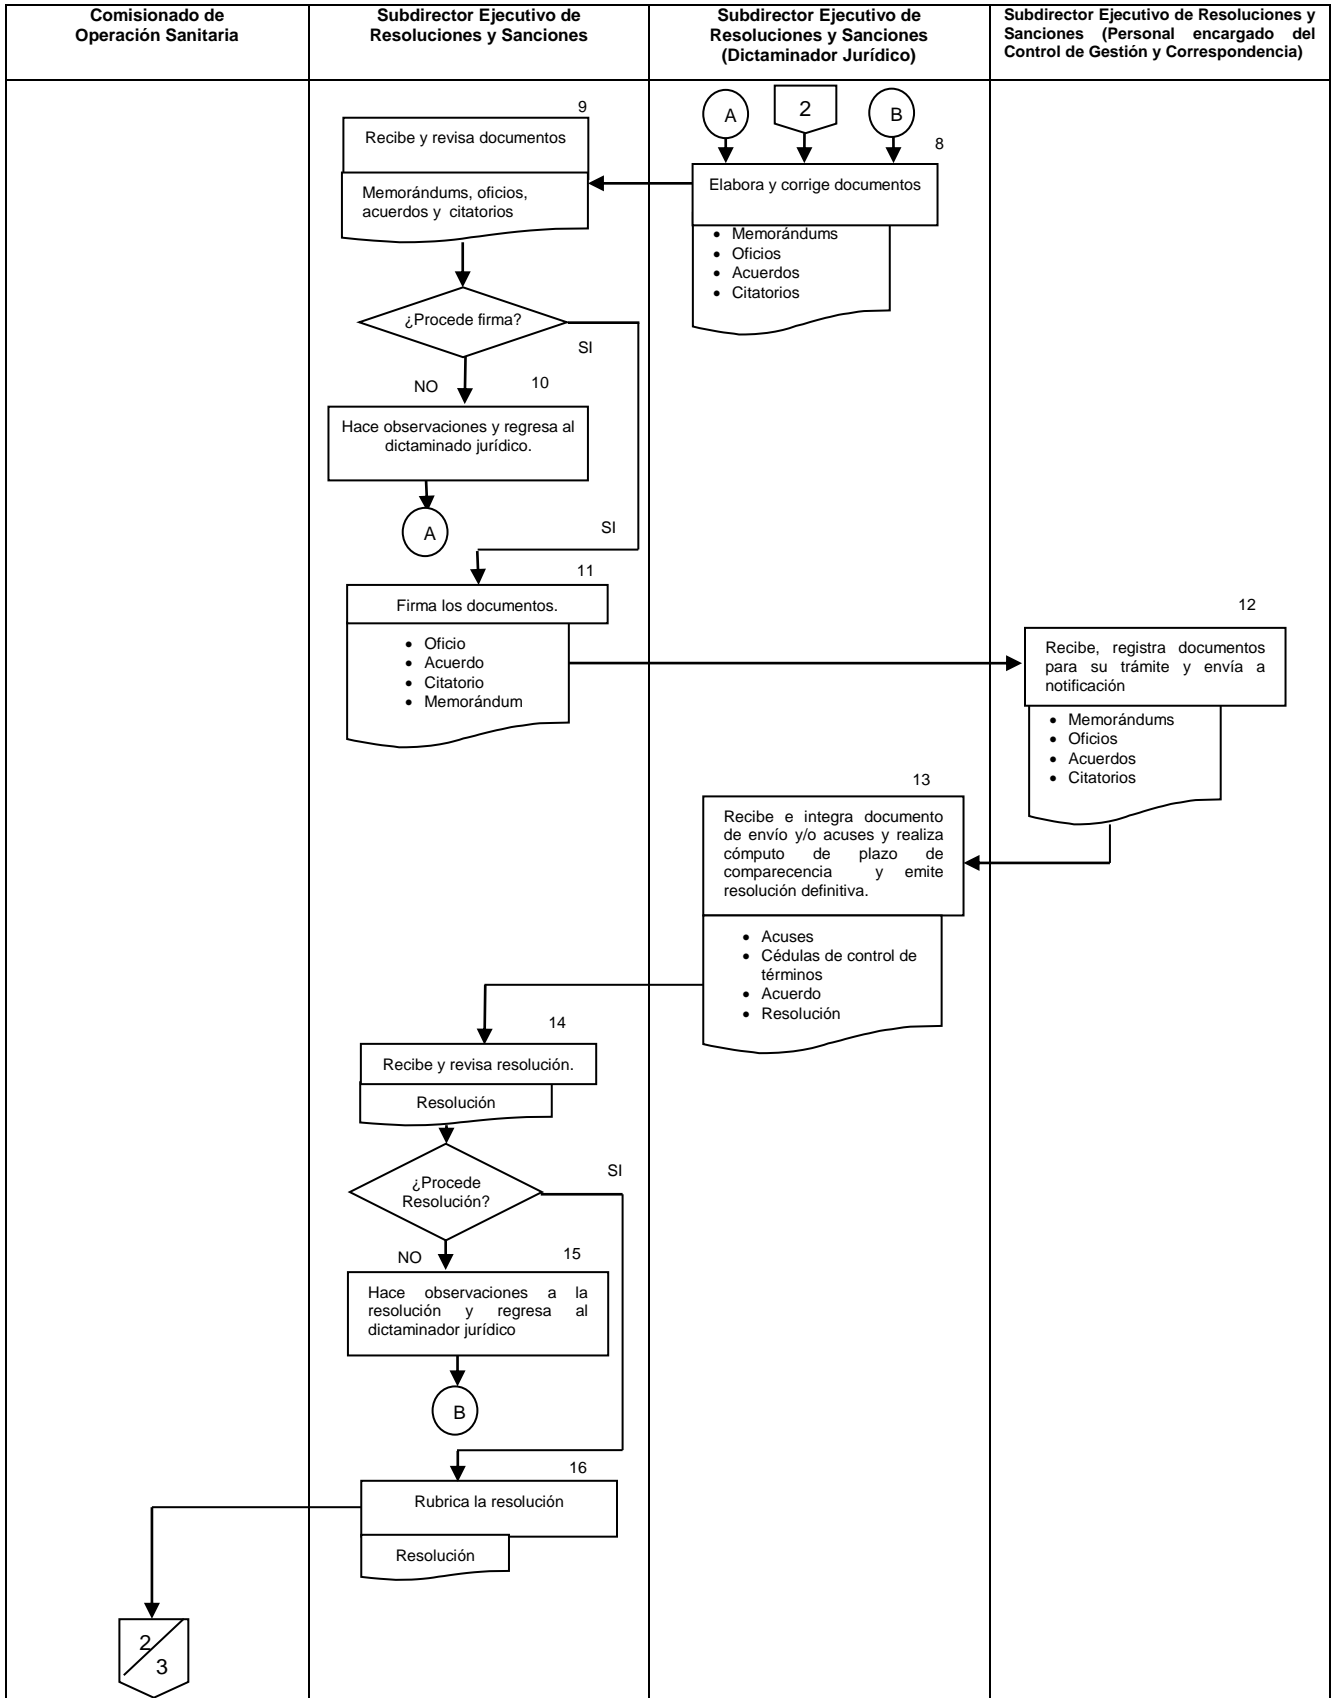 Comisionado de
Operación Sanitaria
Subdirector Ejecutivo de
Resoluciones y Sanciones
Subdirector Ejecutivo de
Resoluciones y Sanciones
(Dictaminador Jurídico)
Subdirector Ejecutivo de Resoluciones y
Sanciones (Personal encargado del
Control de Gestión y Correspondencia)
A
2
B
8
Elabora y corrige documentos
• Memorándums
• Oficios
• Acuerdos
• Citatorios
9
Recibe y revisa documentos
Memorándums, oficios,
acuerdos y citatorios
¿Procede firma?
SI
NO
10
Hace observaciones y regresa al
dictaminado jurídico.
A
SI
11
Firma los documentos.
• Oficio
• Acuerdo
• Citatorio
• Memorándum
12
Recibe, registra documentos
para su trámite y envía a
notificación
• Memorándums
• Oficios
• Acuerdos
• Citatorios
13
Recibe e integra documento
de envío y/o acuses y realiza
cómputo de plazo de
comparecencia y emite
resolución definitiva.
• Acuses
• Cédulas de control de
términos
• Acuerdo
• Resolución
14
Recibe y revisa resolución.
Resolución
¿Procede
Resolución?
SI
NO
15
Hace observaciones a la
resolución y regresa al
dictaminador jurídico
B
16
Rubrica la resolución
Resolución
2
3